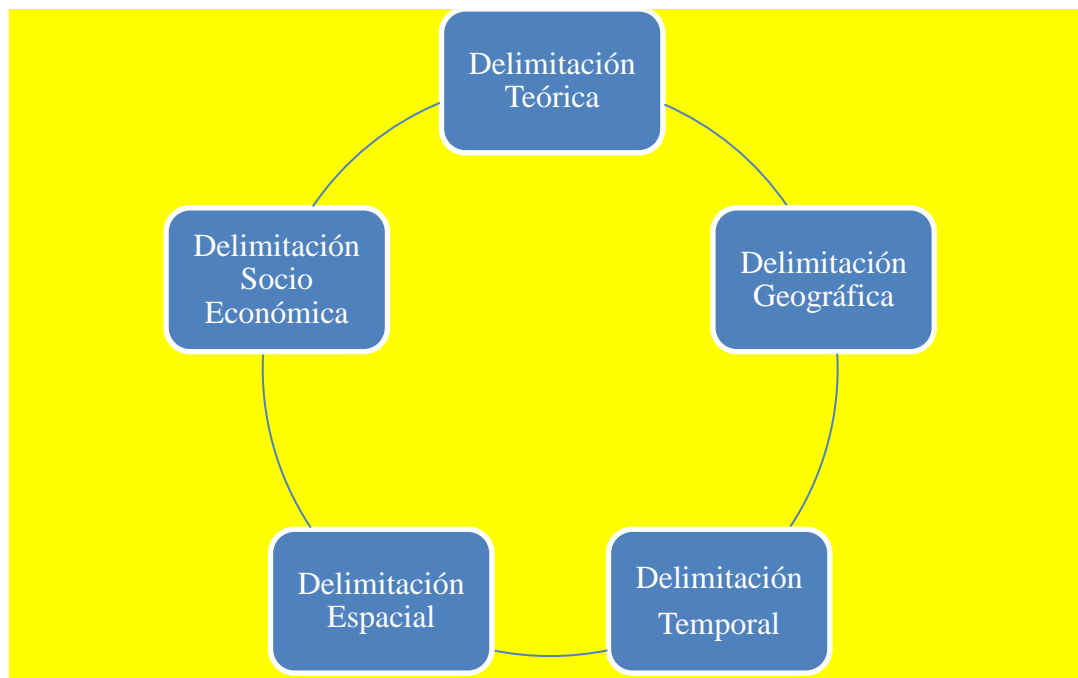 Delimitación
Teórica
Delimitación
Geográfica
Delimitación
Temporal
Delimitación
Espacial
Delimitación
Socio
Económica